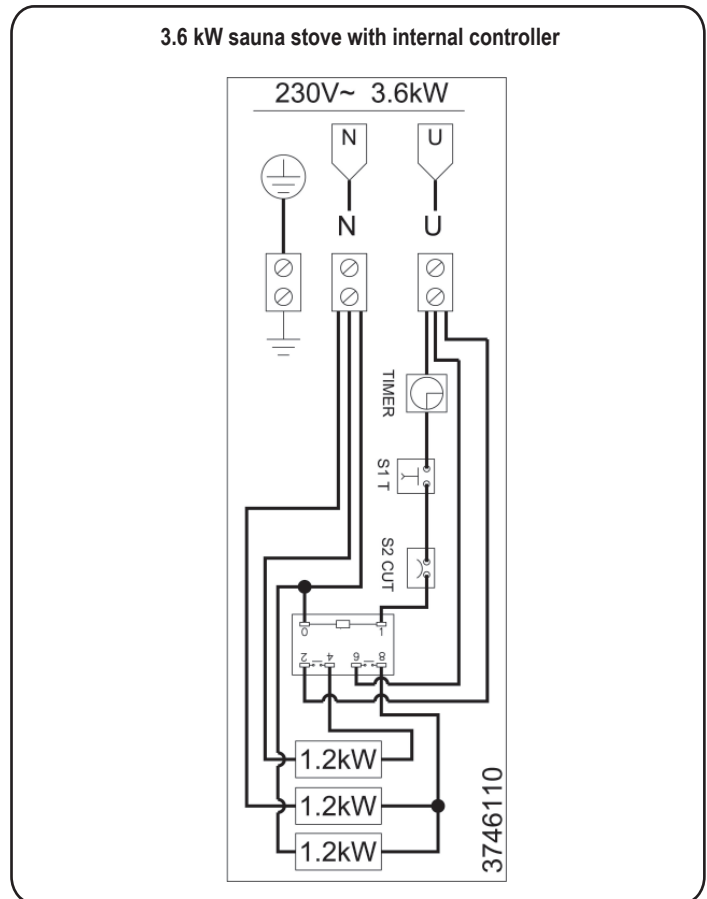 3.6 kW sauna stove with internal controller
230V~ 3.6kW
N U
N U
TIMER
S1 T
S2 CUT
0 1
2 4 6 8
1.2kW
1.2kW
1.2kW
3746110